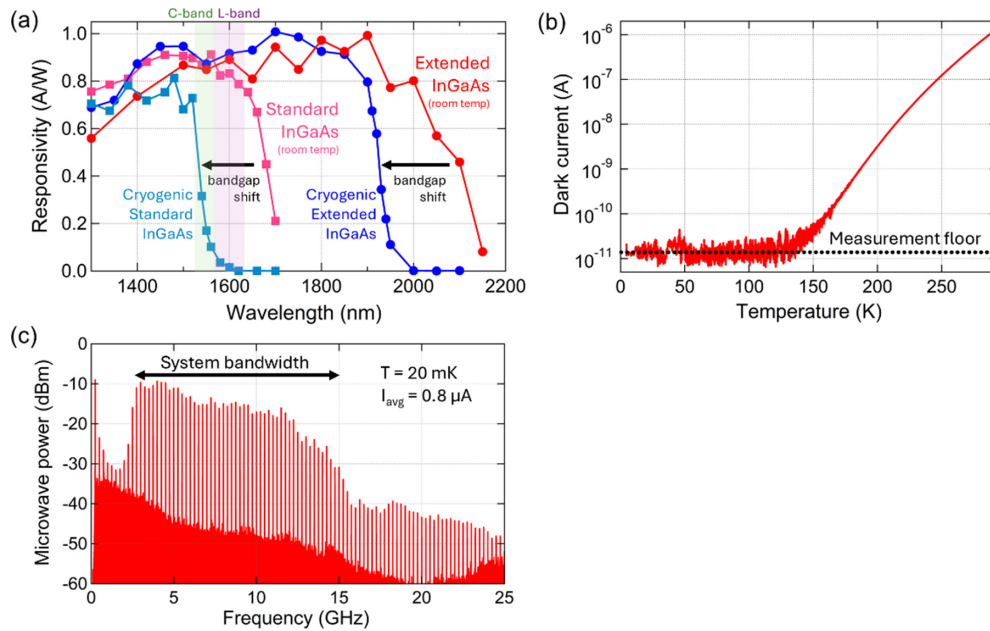 (a)
C-band L-band
Responsivity (A/W)
1.0
0.8
0.6
0.4
0.2
0.0
Extended
InGaAs
(room temp)
Standard
InGaAs
(room temp)
bandgap
shift
Cryogenic
Standard
InGaAs
Cryogenic
Extended
InGaAs
bandgap
shift
1400 1600 1800 2000 2200
Wavelength (nm)
(b)
Dark current (A)
10-6
10-7
10-8
10-9
10-10
10-11
Measurement floor
0 50 100 150 200 250
Temperature (K)
(c)
Microwave power (dBm)
0
-10
-20
-30
-40
-50
-60
System bandwidth
T = 20 mK
Iavg = 0.8 µA
0 5 10 15 20 25
Frequency (GHz)